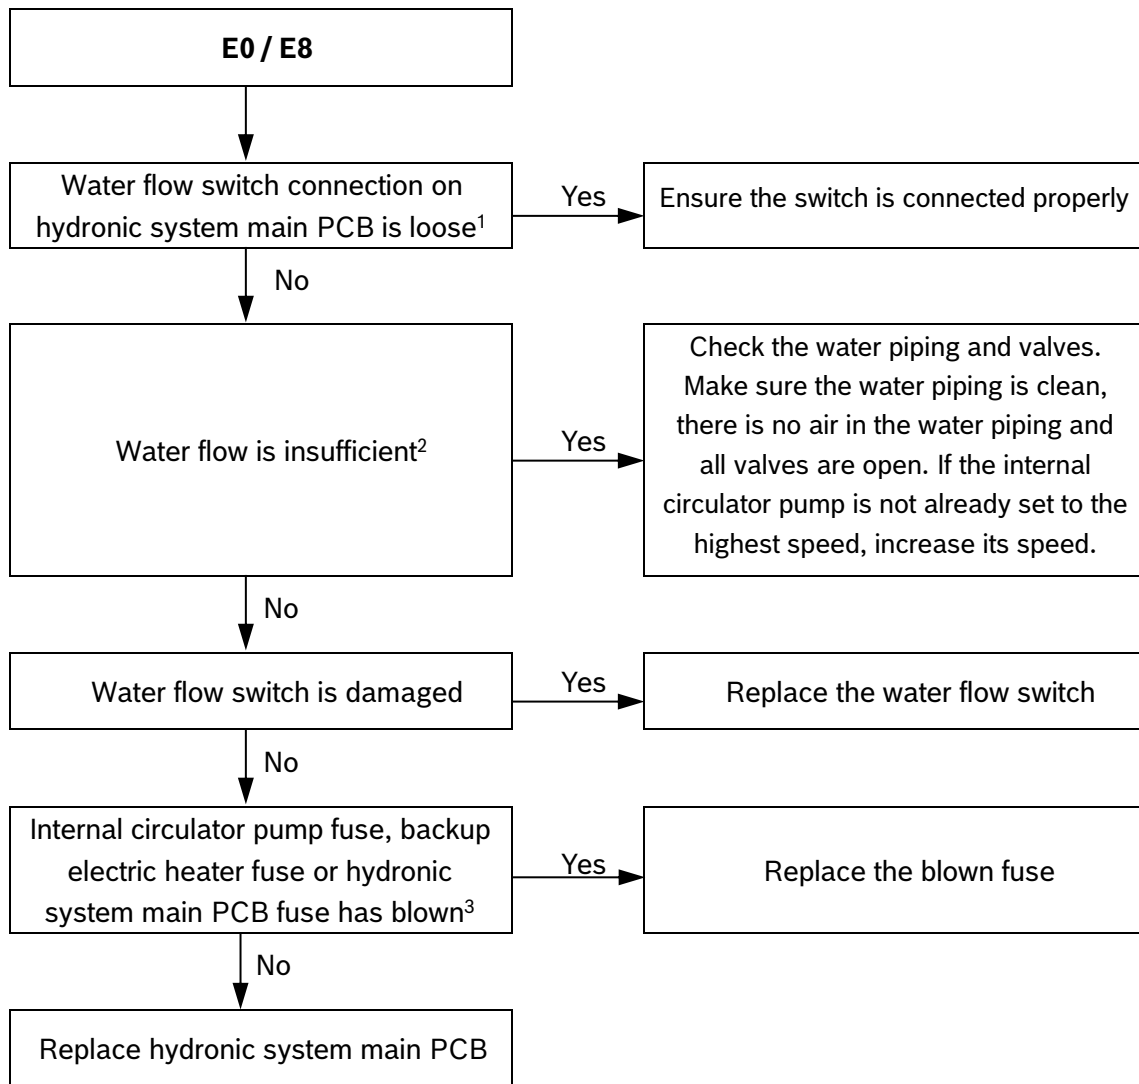 E0 / E8
Water flow switch connection on
hydronic system main PCB is loose¹
Yes
Ensure the switch is connected properly
No
Water flow is insufficient²
Yes
Check the water piping and valves.
Make sure the water piping is clean,
there is no air in the water piping and
all valves are open. If the internal
circulator pump is not already set to the
highest speed, increase its speed.
No
Water flow switch is damaged
Yes
Replace the water flow switch
No
Internal circulator pump fuse, backup
electric heater fuse or hydronic
system main PCB fuse has blown³
Yes
Replace the blown fuse
No
Replace hydronic system main PCB